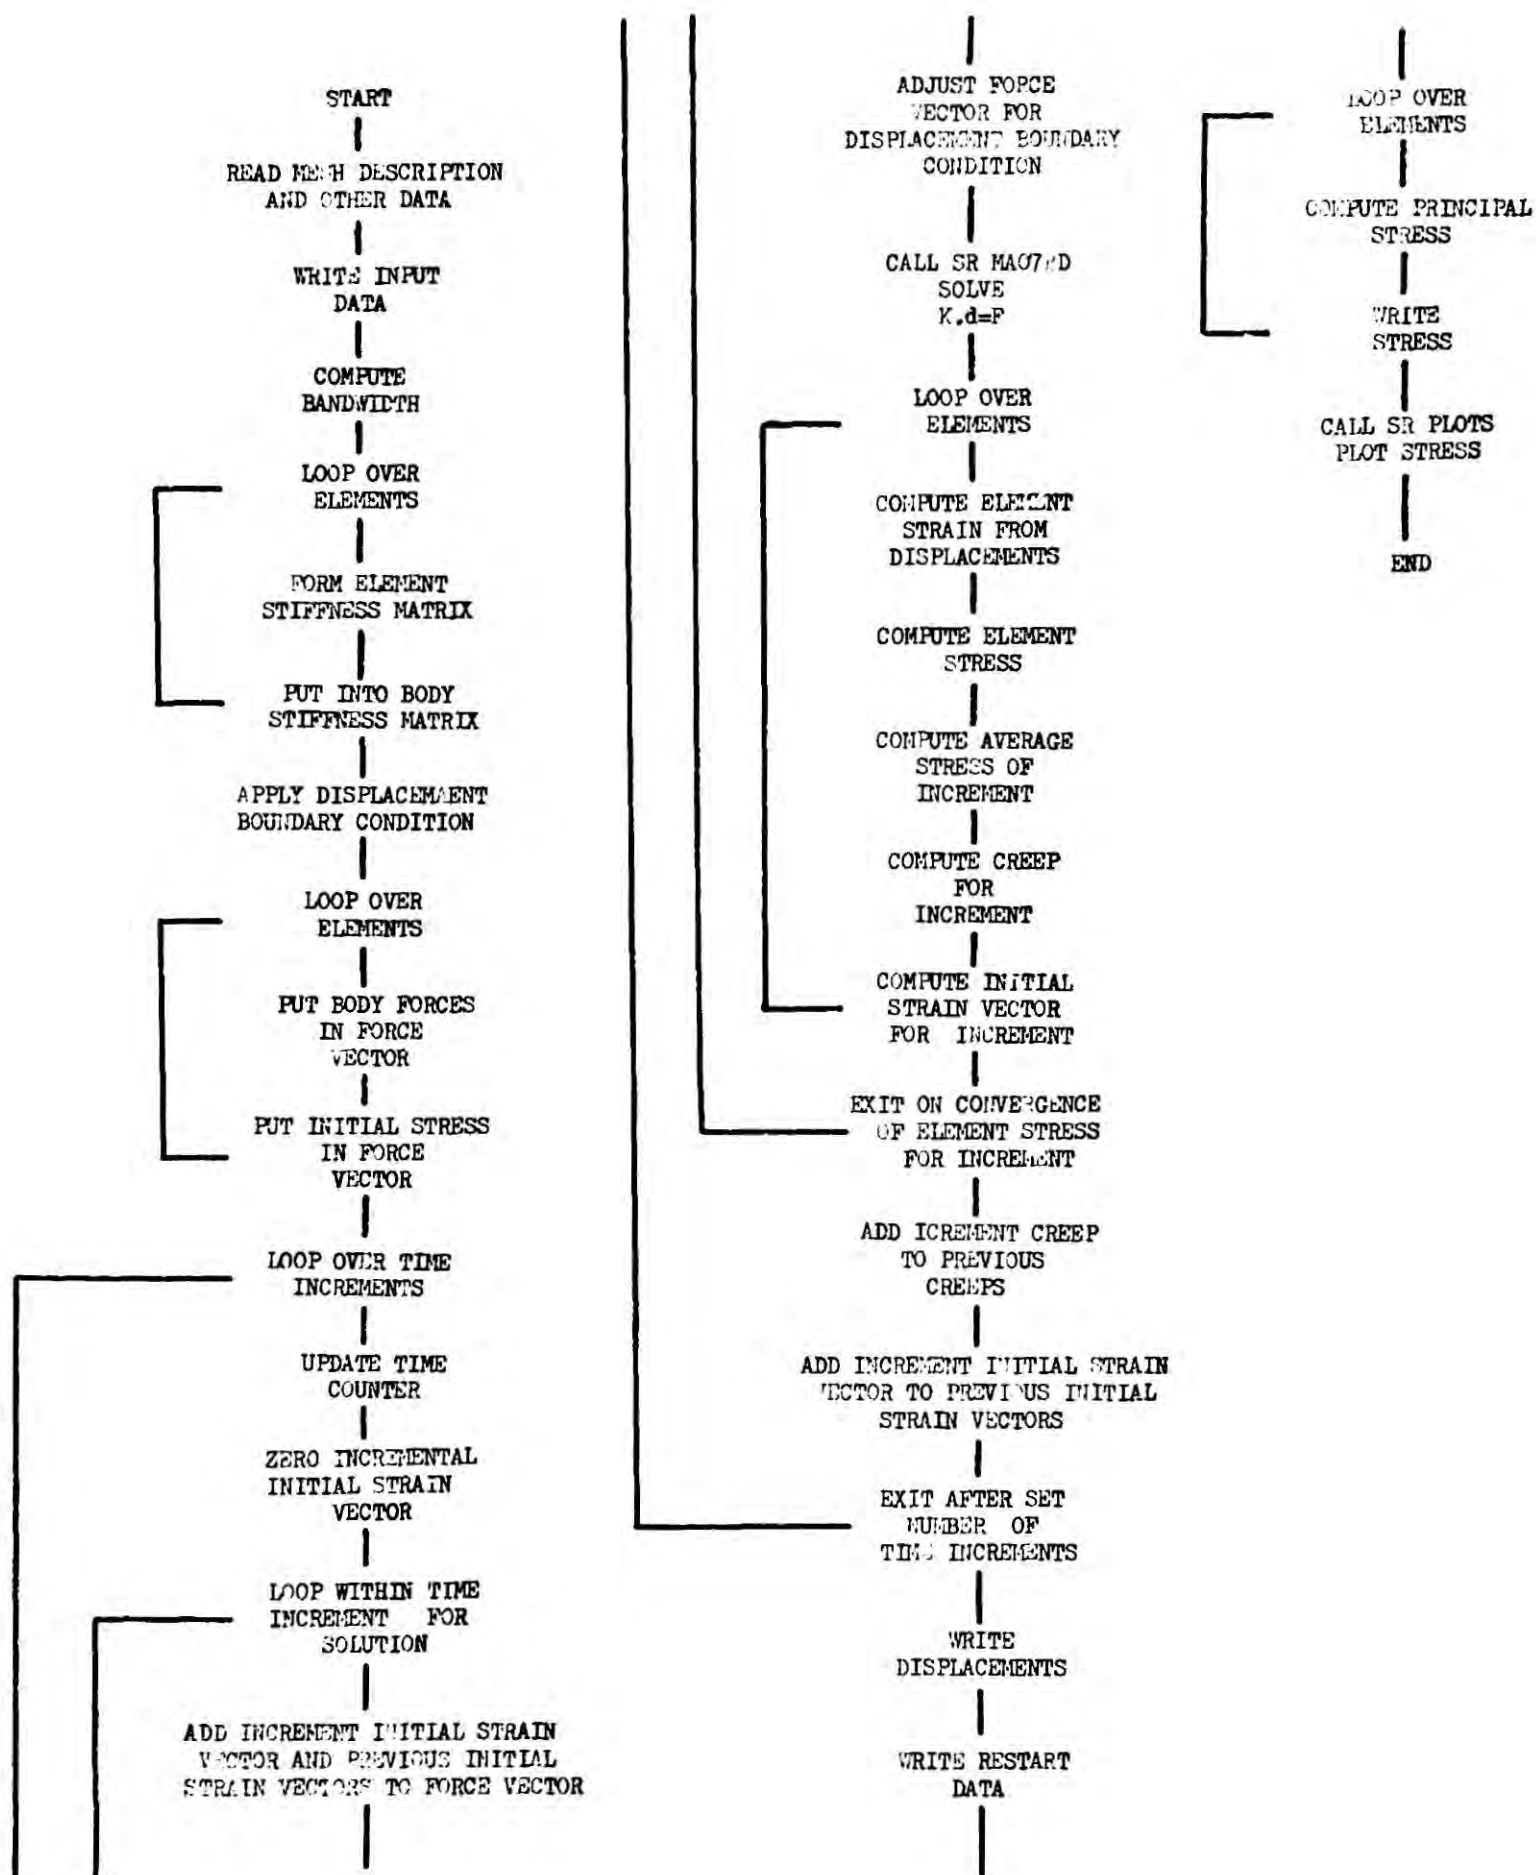 START
READ MESH DESCRIPTION
AND OTHER DATA
WRITE INPUT
DATA
COMPUTE
BANDWIDTH
LOOP OVER
ELEMENTS
FORM ELEMENT
STIFFNESS MATRIX
PUT INTO BODY
STIFFNESS MATRIX
APPLY DISPLACEMAENT
BOUNDARY CONDITION
LOOP OVER
ELEMENTS
PUT BODY FORCES
IN FORCE
VECTOR
PUT INITIAL STRESS
IN FORCE
VECTOR
LOOP OVER TIME
INCREMENTS
UPDATE TIME
COUNTER
ZERO INCREMENTAL
INITIAL STRAIN
VECTOR
LOOP WITHIN TIME
INCREMENT FOR
SOLUTION
ADD INCREMENT INITIAL STRAIN
VECTOR AND PREVIOUS INITIAL
STRAIN VECTORS TO FORCE VECTOR
ADJUST FORCE
VECTOR FOR
DISPLACEMENT BOUNDARY
CONDITION
CALL SR
SOLVE
K.d=F
LOOP OVER
ELEMENTS
COMPUTE ELEMENT
STRAIN FROM
DISPLACEMENTS
COMPUTE ELEMENT
STRESS
COMPUTE AVERAGE
STRESS OF
INCREMENT
COMPUTE CREEP
FOR
INCREMENT
COMPUTE INITIAL
STRAIN VECTOR
FOR INCREMENT
EXIT ON CONVERGENCE
OF ELEMENT STRESS
FOR INCREMENT
ADD ICREMENT CREEP
TO PREVIOUS
CREEPS
ADD INCREMENT INITIAL STRAIN
VECTOR TO PREVIOUS INITIAL
STRAIN VECTORS
EXIT AFTER SET
NUMBER OF
TIME INCREMENTS
WRITE
DISPLACEMENTS
WRITE RESTART
DATA
LOOP OVER
ELEMENTS
COMPUTE PRINCIPAL
STRESS
WRITE
STRESS
CALL SR PLOTS
PLOT STRESS
END